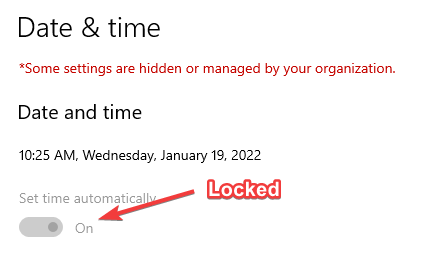 Date & time
*Some settings are hidden or managed by your organization.
Date and time
10:25 AM, Wednesday, January 19, 2022
Set time automatically
Locked
On